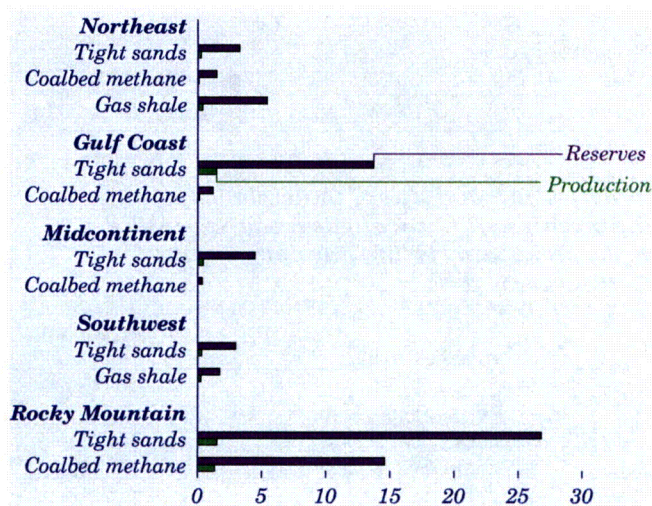 Northeast
Tight sands
Coalbed methane
Gas shale
Gulf Coast
Tight sands
Reserves
Production
Coalbed methane
Midcontinent
Tight sands
Coalbed methane
Southwest
Tight sands
Gas shale
Rocky Mountain
Tight sands
Coalbed methane
0 5 10 15 20 25 30